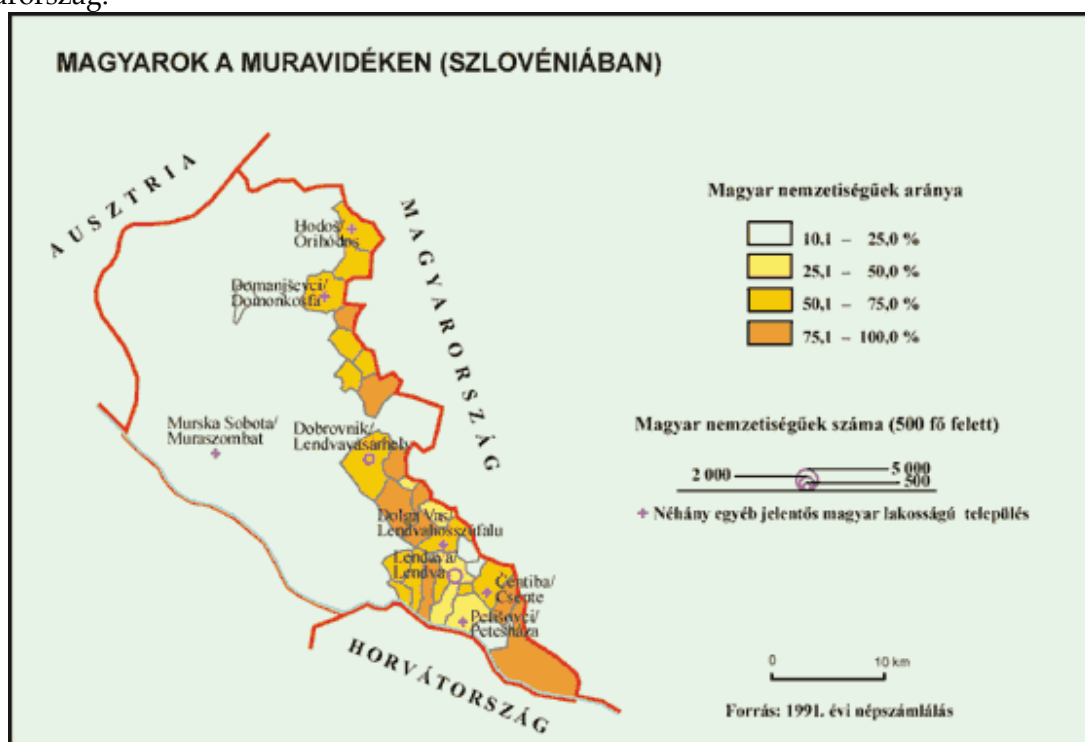 MAGYAROK A MURAVIDÉKEN (SZLOVÉNIÁBAN)
AUSZTRIA
MAGYARORSZÁG
Hodoš/
Őrihódos
Domanjševci/
Domonkosfa
Murska Sobota/
Muraszombat
Dobrovnik/
Lendvavásárhely
Dolga Vas/
Lendvahosszúfalu
Lendava/
Lendva
Čentiba/
Csente
Petišovci/
Petesháza
HORVÁTORSZÁG
Magyar nemzetiségűek aránya
10,1 – 25,0 %
25,1 – 50,0 %
50,1 – 75,0 %
75,1 – 100,0 %
Magyar nemzetiségűek száma (500 fő felett)
2 000
5 000
500
+ Néhány egyéb jelentős magyar lakosságú település
0 10 km
Forrás: 1991. évi népszámlálás